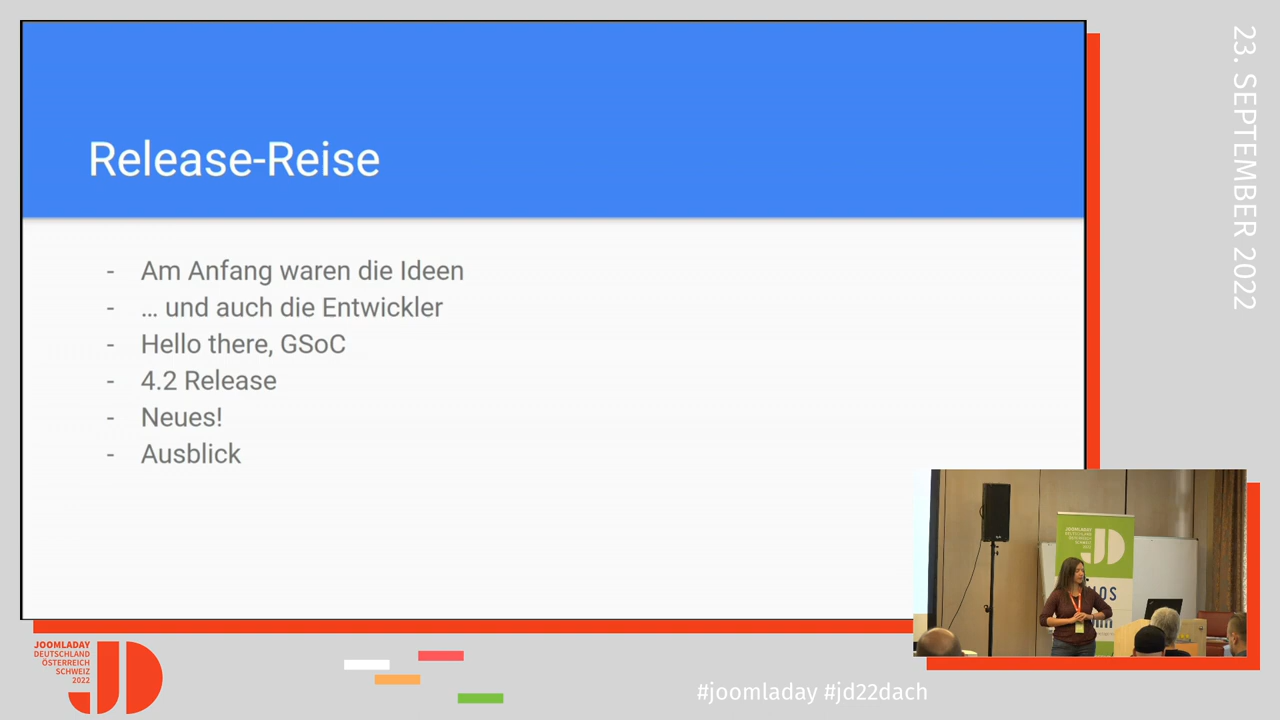 Release-Reise
- Am Anfang waren die Ideen
- … und auch die Entwickler
- Hello there, GSoC
- 4.2 Release
- Neues!
- Ausblick
23. SEPTEMBER 2022
JOOMLADAY
DEUTSCHLAND
ÖSTERREICH
SCHWEIZ
2022
JD
#joomladay #jd22dach